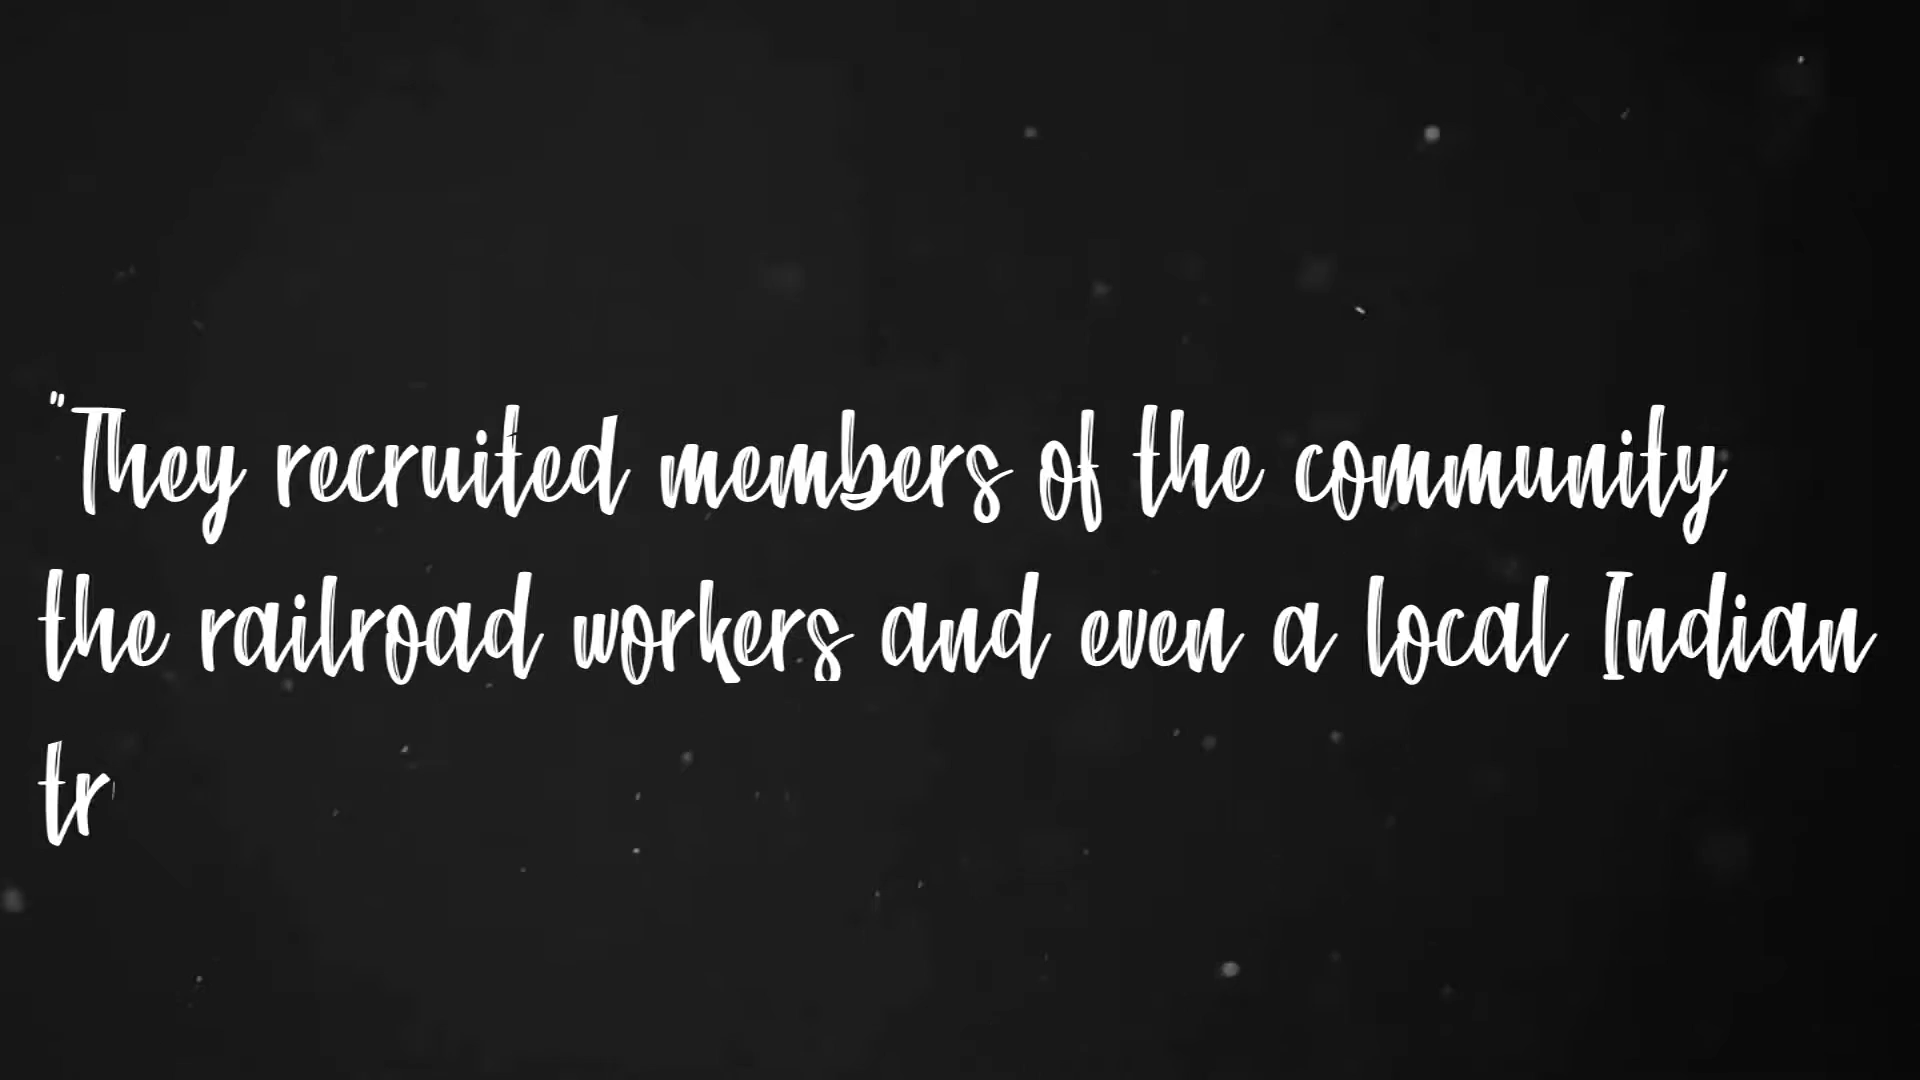 "They recruited members of the community
the railroad workers and even a local Indian
tr